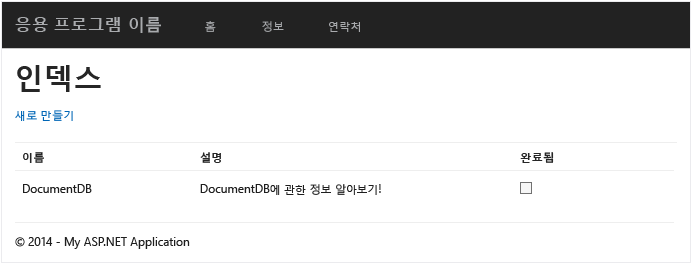 응용 프로그램 이름 홈 정보 연락처
인덱스
새로 만들기
이름 설명 완료됨
DocumentDB DocumentDB에 관한 정보 알아보기!
© 2014 - My ASP.NET Application